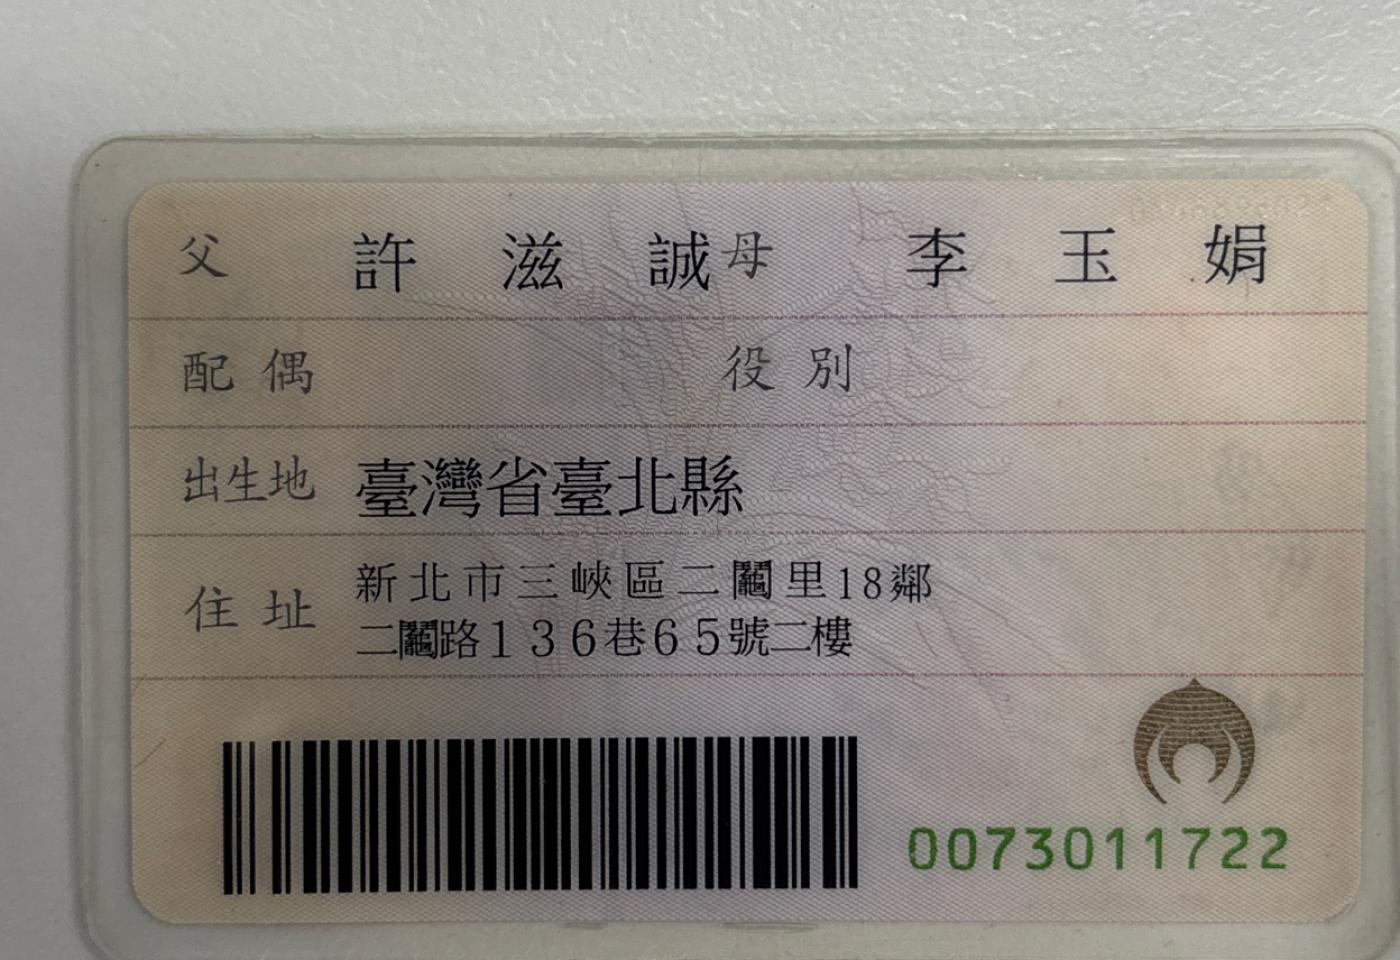 父 許滋誠 母 李玉娟
配偶 役別
出生地 臺灣省臺北縣
住址 新北市三峽區二鬮里18鄰
二鬮路136巷65號二樓
0073011722